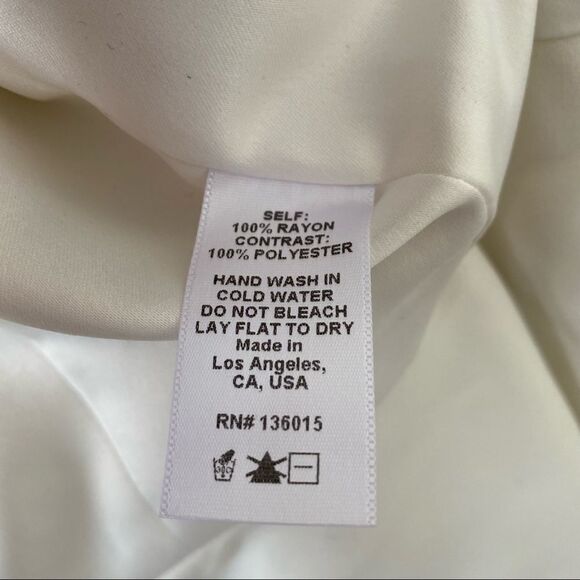 SELF:
100% RAYON
CONTRAST:
100% POLYESTER
HAND WASH IN
COLD WATER
DO NOT BLEACH
LAY FLAT TO DRY
Made in
Los Angeles,
CA, USA
RN# 136015